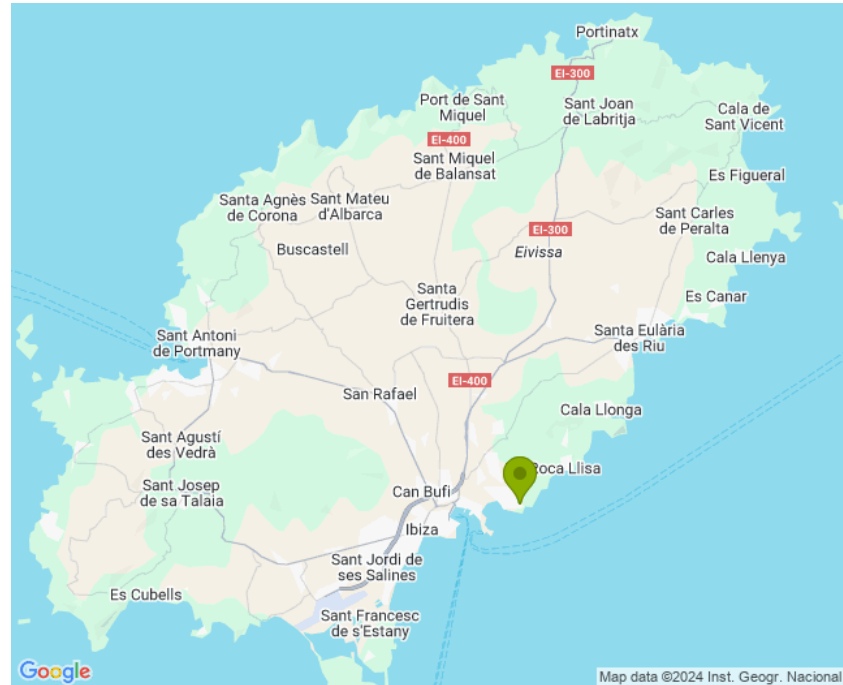 Portinatx
EI-300
Port de Sant
Miquel
Sant Joan
de Labritja
Cala de
Sant Vicent
EI-400
Sant Miquel
de Balansat
Es Figueral
Santa Agnès
de Corona
Sant Mateu
d'Albarca
Sant Carles
de Peralta
EI-300
Buscastell
Eivissa
Cala Llenya
Santa
Gertrudis
de Fruitera
Es Canar
Sant Antoni
de Portmany
Santa Eulària
des Riu
EI-400
San Rafael
Cala Llonga
Sant Agustí
des Vedrà
Roca Llisa
Sant Josep
de sa Talaia
Can Bufí
Ibiza
Sant Jordi de
ses Salines
Es Cubells
Sant Francesc
de s'Estany
Google
Map data ©2024 Inst. Geogr. Nacional